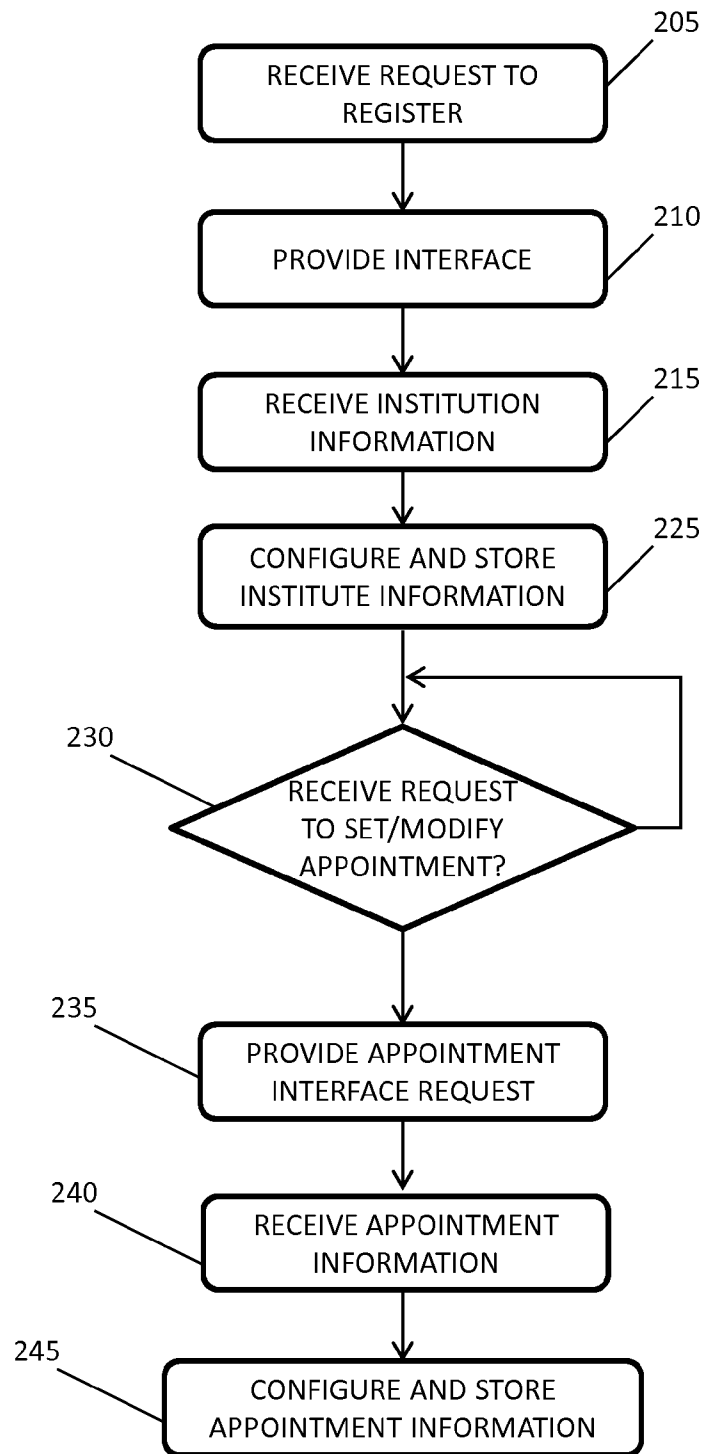 205
RECEIVE REQUEST TO
REGISTER
210
PROVIDE INTERFACE
215
RECEIVE INSTITUTION
INFORMATION
225
CONFIGURE AND STORE
INSTITUTE INFORMATION
230
RECEIVE REQUEST
TO SET/MODIFY
APPOINTMENT?
235
PROVIDE APPOINTMENT
INTERFACE REQUEST
240
RECEIVE APPOINTMENT
INFORMATION
245
CONFIGURE AND STORE
APPOINTMENT INFORMATION